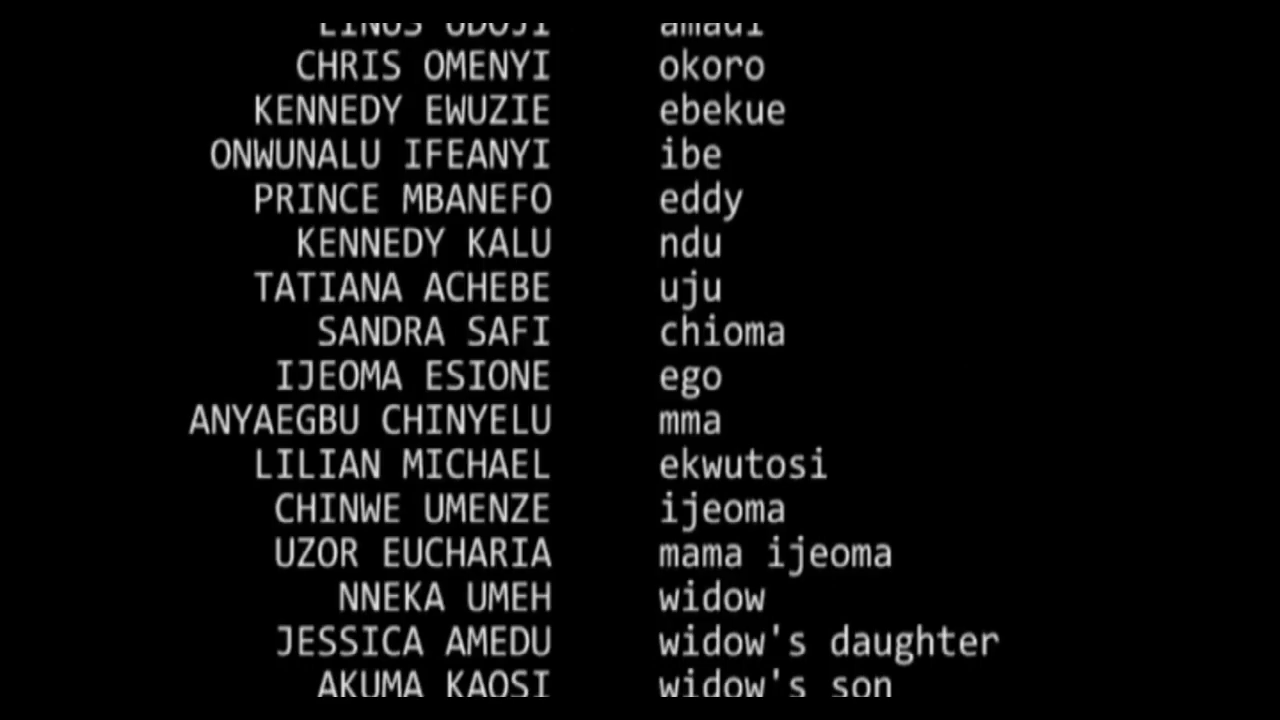 CHRIS OMENYI okoro
KENNEDY EWUZIE ebekue
ONWUNALU IFEANYI ibe
PRINCE MBANEFO eddy
KENNEDY KALU ndu
TATIANA ACHEBE uju
SANDRA SAFI chioma
IJEOMA ESIONE ego
ANYAEGBU CHINYELU mma
LILIAN MICHAEL ekwutosi
CHINWE UMENZE ijeoma
UZOR EUCHARIA mama ijeoma
NNEKA UMEH widow
JESSICA AMEDU widow's daughter
AKUMA KAOSI widow's son